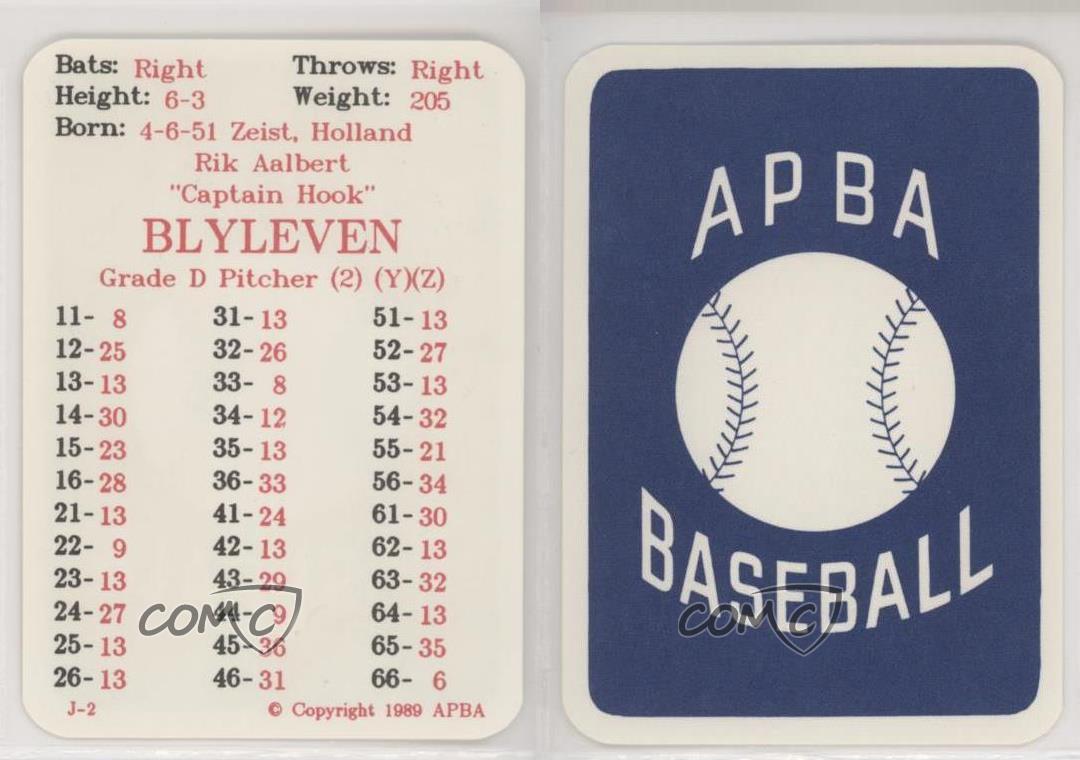 Bats: Right Throws: Right
Height: 6-3 Weight: 205
Born: 4-6-51 Zeist, Holland
Rik Aalbert
"Captain Hook"
BLYLEVEN
Grade D Pitcher (2) (Y)(Z)
11- 8 31- 13 51- 13
12- 25 32- 26 52- 27
13- 13 33- 8 53- 13
14- 30 34- 12 54- 32
15- 23 35- 13 55- 21
16- 28 36- 33 56- 34
21- 13 41- 24 61- 30
22- 9 42- 13 62- 13
23- 13 43- 29 63- 32
24- 27 44- 9 64- 13
25- 13 45- 36 65- 35
26- 13 46- 31 66- 6
J-2 © Copyright 1989 APBA
COMC
APBA
BASEBALL
COMC